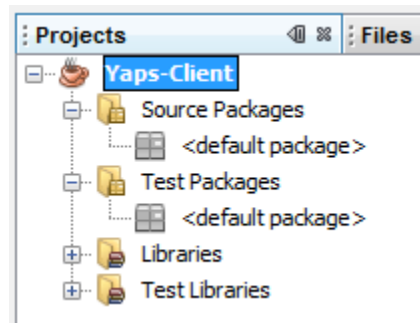 Projects Files
Yaps-Client
Source Packages
<default package>
Test Packages
<default package>
Libraries
Test Libraries